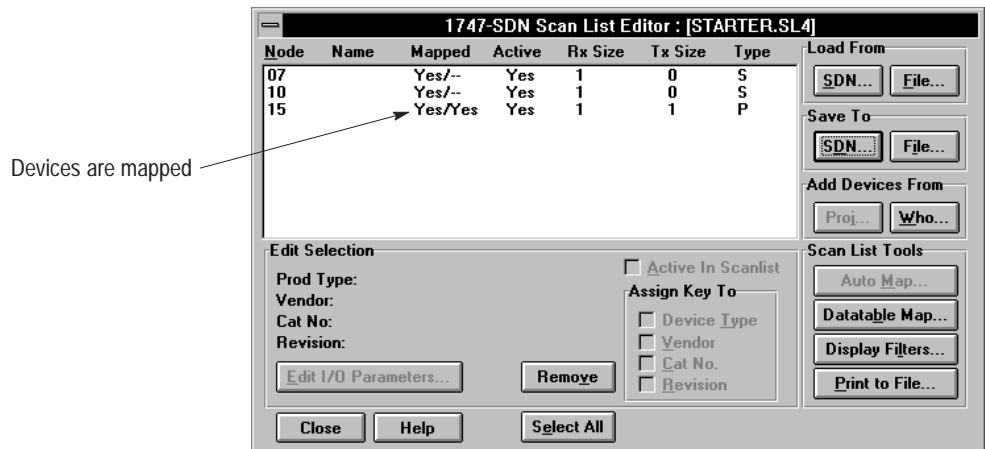 1747-SDN Scan List Editor : [STARTER.SL4]
Node Name Mapped Active Rx Size Tx Size Type
07 Yes/-- Yes 1 0 S
10 Yes/-- Yes 1 0 S
15 Yes/Yes Yes 1 1 P
Devices are mapped
Load From
SDN... File...
Save To
SDN... File...
Add Devices From
Proj... Who...
Edit Selection
Prod Type:
Vendor:
Cat No:
Revision:
Edit I/O Parameters...
Remove
Active In Scanlist
Assign Key To
Device Type
Vendor
Cat No.
Revision
Scan List Tools
Auto Map...
Datatable Map...
Display Filters...
Print to File...
Close Help Select All